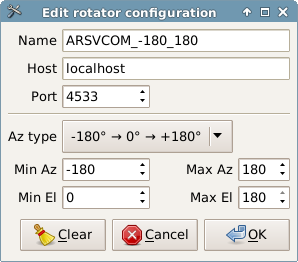 Edit rotator configuration
Name ARSVCOM_-180_180
Host localhost
Port 4533
Az type -180° → 0° → +180°
Min Az -180 Max Az 180
Min El 0 Max El 180
Clear Cancel OK